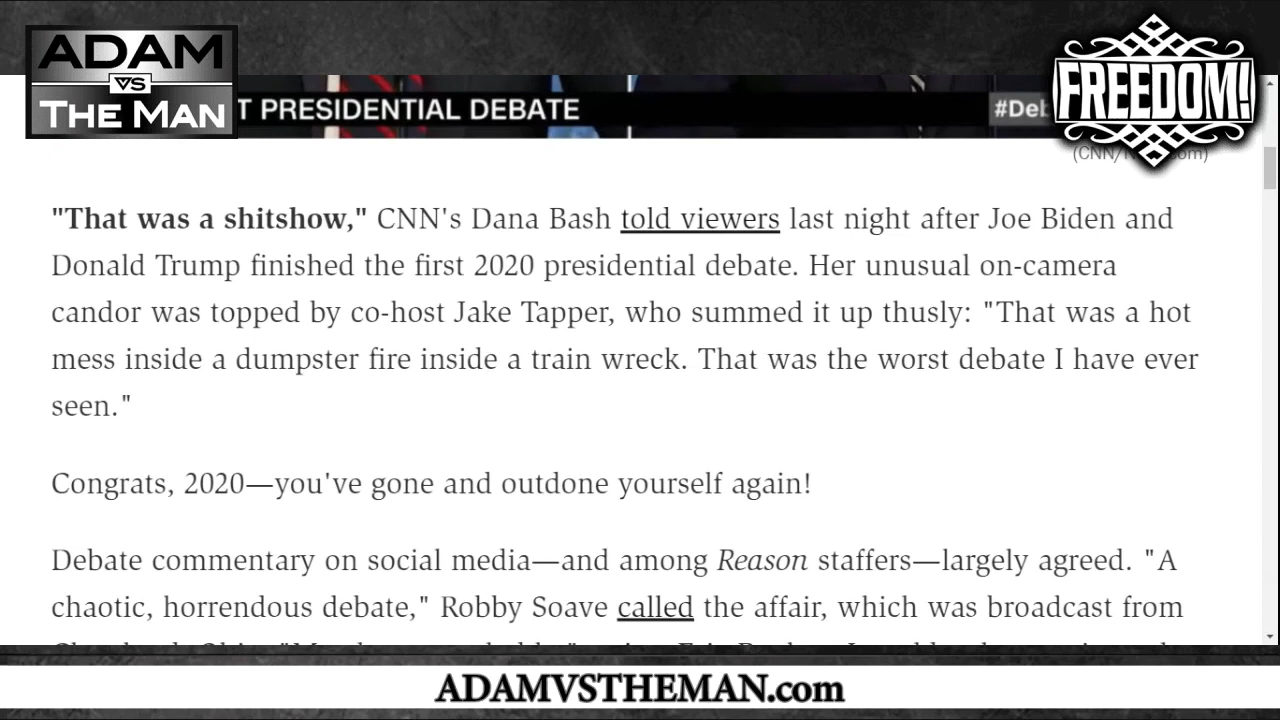 ADAM
VS
THE MAN
T PRESIDENTIAL DEBATE
#Deb
FREEDOM!
"That was a shitshow," CNN's Dana Bash told viewers last night after Joe Biden and
Donald Trump finished the first 2020 presidential debate. Her unusual on-camera
candor was topped by co-host Jake Tapper, who summed it up thusly: "That was a hot
mess inside a dumpster fire inside a train wreck. That was the worst debate I have ever
seen."
Congrats, 2020—you've gone and outdone yourself again!
Debate commentary on social media—and among Reason staffers—largely agreed. "A
chaotic, horrendous debate," Robby Soave called the affair, which was broadcast from
ADAMVSTHEMAN.com